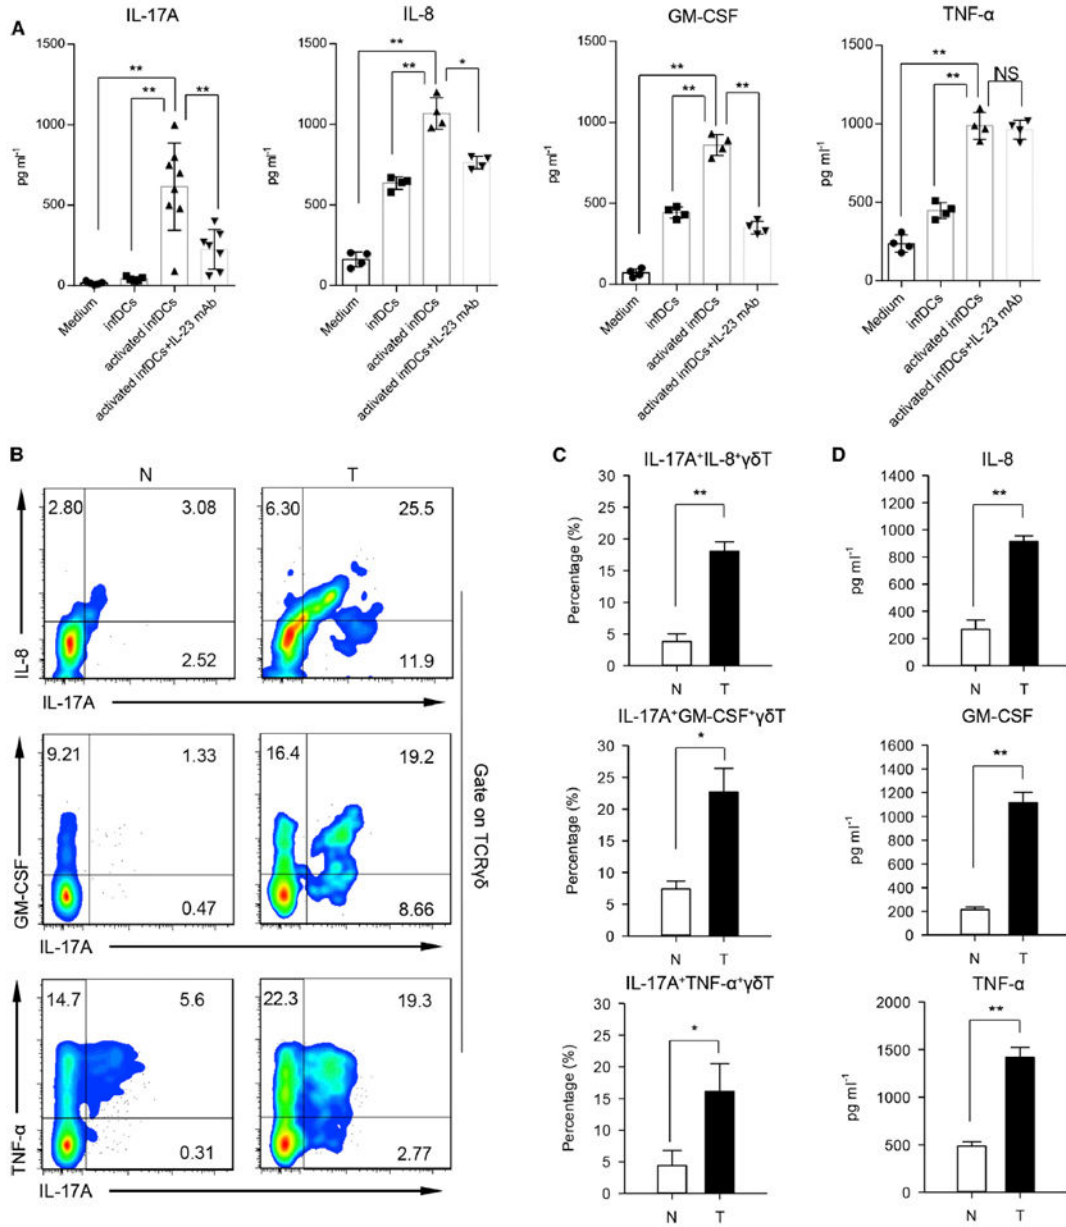 A
IL-17A
pg ml-1
1500
1000
500
0
**
**
**
Medium
infDCs
activated infDCs
activated infDCs+IL-23 mAb
IL-8
pg ml-1
1500
1000
500
0
**
**
*
Medium
infDCs
activated infDCs
activated infDCs+IL-23 mAb
GM-CSF
pg ml-1
1500
1000
500
0
**
**
**
Medium
infDCs
activated infDCs
activated infDCs+IL-23 mAb
TNF-α
pg ml-1
1500
1000
500
0
**
**
NS
Medium
infDCs
activated infDCs
activated infDCs+IL-23 mAb
B
N T
2.80 3.08
2.52
6.30 25.5
11.9
IL-8
IL-17A
9.21 1.33
0.47
16.4 19.2
8.66
GM-CSF
IL-17A
14.7 5.6
0.31
22.3 19.3
2.77
TNF-α
IL-17A
Gate on TCRγδ
C
IL-17A+IL-8+γδT
Percentage (%)
30
25
20
15
10
5
0
**
N T
IL-17A+GM-CSF+γδT
Percentage (%)
30
25
20
15
10
5
0
*
N T
IL-17A+TNF-α+γδT
Percentage (%)
30
25
20
15
10
5
0
*
N T
D
IL-8
pg ml-1
1400
1200
1000
800
600
400
200
0
**
N T
GM-CSF
pg ml-1
1600
1400
1200
1000
800
600
400
200
0
**
N T
TNF-α
pg ml-1
2000
1500
1000
500
0
**
N T